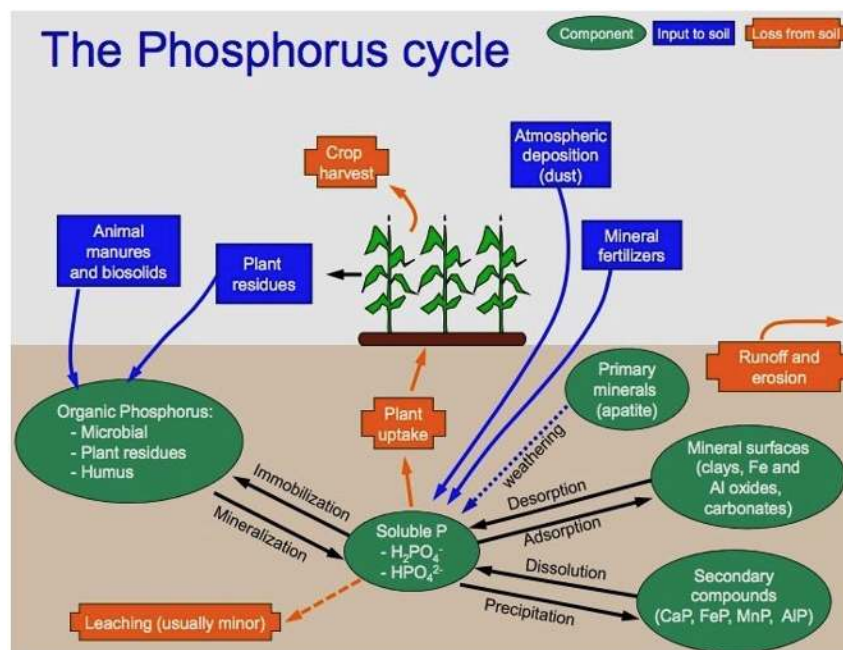 The Phosphorus cycle
Component
Input to soil
Loss from soil
Atmospheric
deposition
(dust)
Crop
harvest
Animal
manures
and biosolids
Plant
residues
Mineral
fertilizers
Runoff and
erosion
Primary
minerals
(apatite)
Organic Phosphorus:
- Microbial
- Plant residues
- Humus
Plant
uptake
weathering
Mineral surfaces
(clays, Fe and
Al oxides,
carbonates)
Immobilization
Mineralization
Desorption
Adsorption
Soluble P
- H₂PO₄⁻
- HPO₄²⁻
Dissolution
Precipitation
Secondary
compounds
(CaP, FeP, MnP, AlP)
Leaching (usually minor)